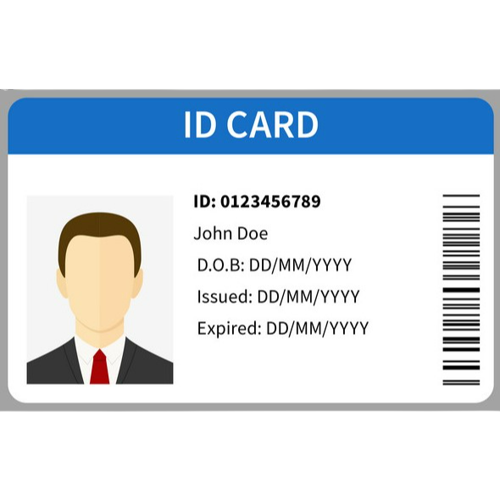 ID CARD
ID: 0123456789
John Doe
D.O.B: DD/MM/YYYY
Issued: DD/MM/YYYY
Expired: DD/MM/YYYY